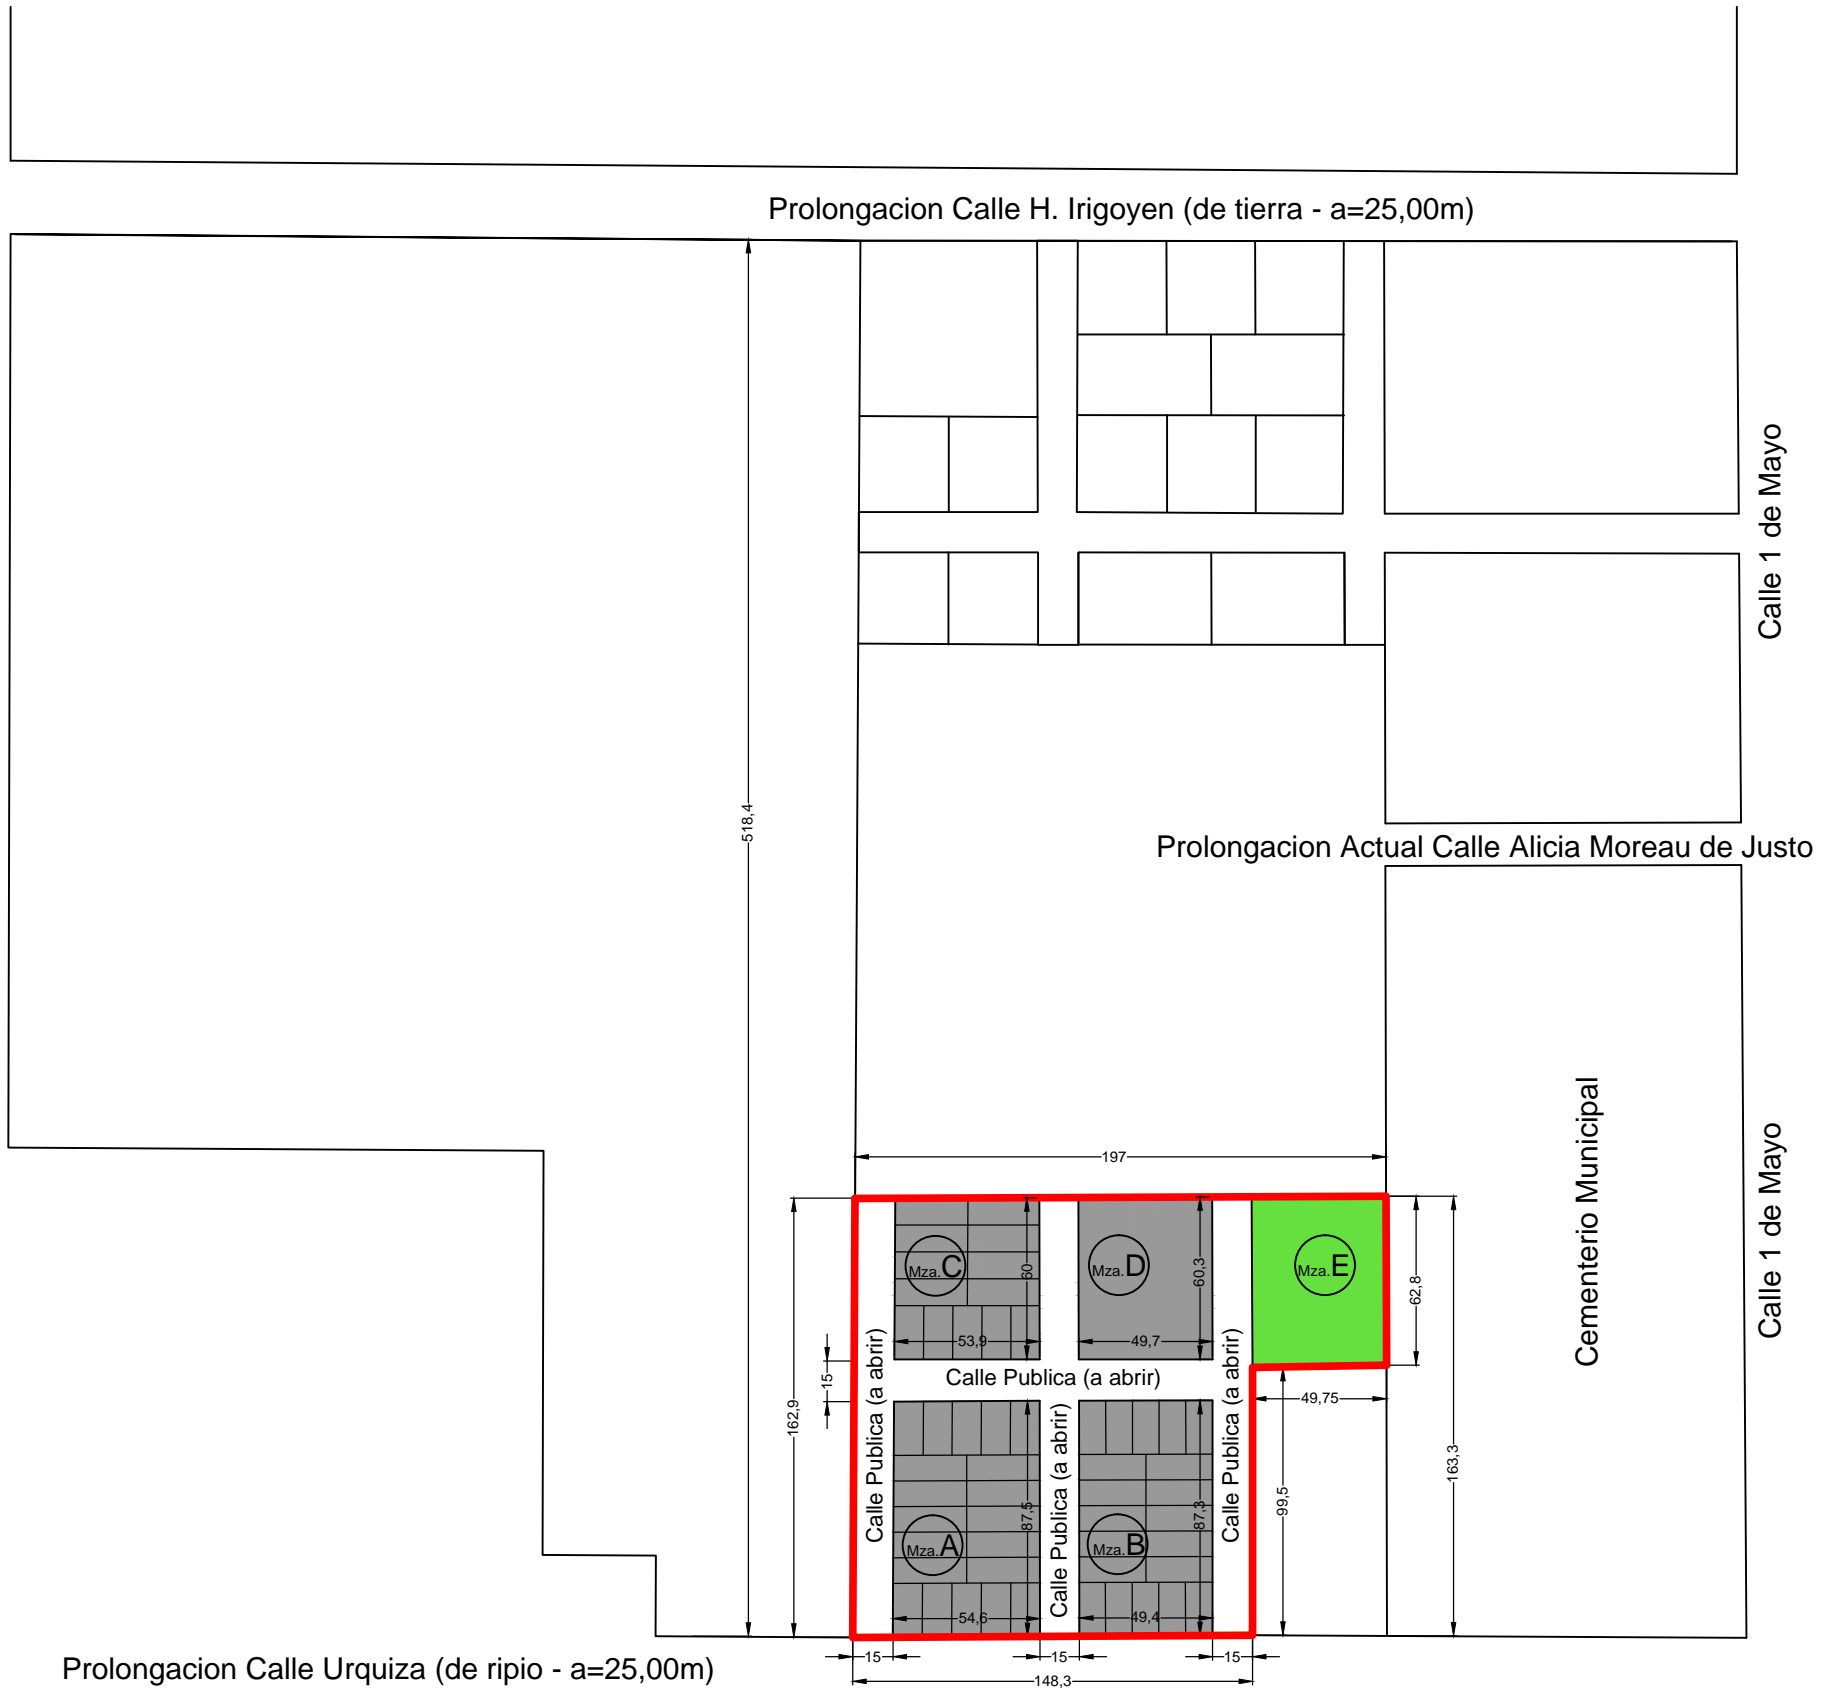 Prolongacion Calle H. Irigoyen (de tierra - a=25,00m)
Calle 1 de Mayo
518,4
Prolongacion Actual Calle Alicia Moreau de Justo
Cementerio Municipal
Calle 1 de Mayo
197
Mza.C
60
53,9
Mza.D
60,3
49,7
Mza.E
62,8
49,75
15
162,9
163,3
99,5
Calle Publica (a abrir)
Calle Publica (a abrir)
Calle Publica (a abrir)
Calle Publica (a abrir)
Mza.A
87,5
54,6
Mza.B
87,3
49,4
15
15
15
148,3
Prolongacion Calle Urquiza (de ripio - a=25,00m)